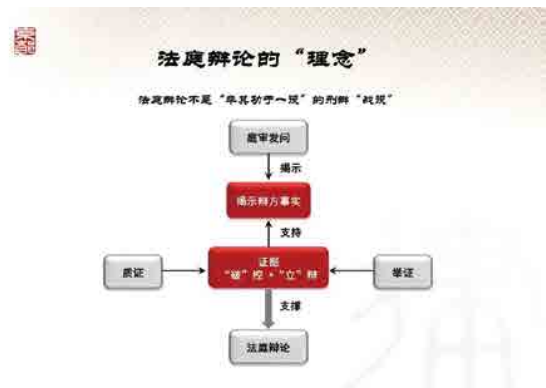 法庭辩论的“理念”
法庭辩论不是“毕其功于一役”的刑辩“战役”
庭审发问
揭示
揭示辩方事实
支持
质证
证据
“破”控+“立”辩
举证
支撑
法庭辩论